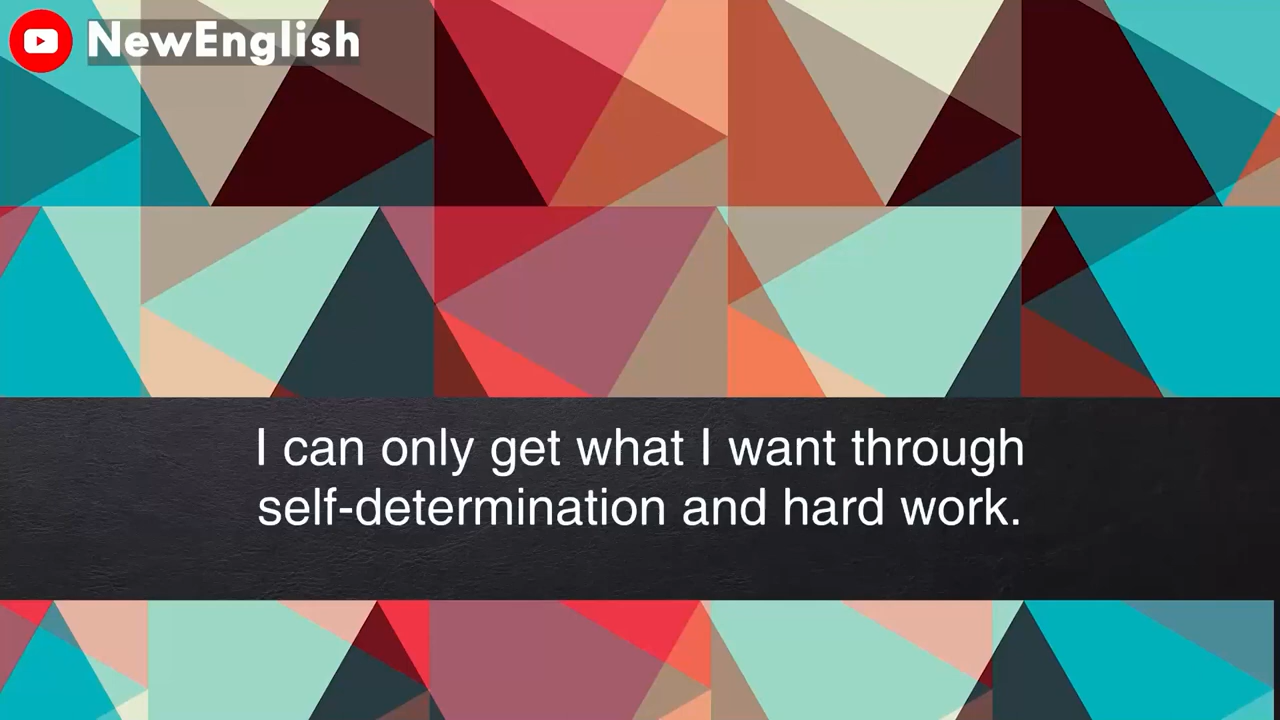 NewEnglish
I can only get what I want through
self-determination and hard work.